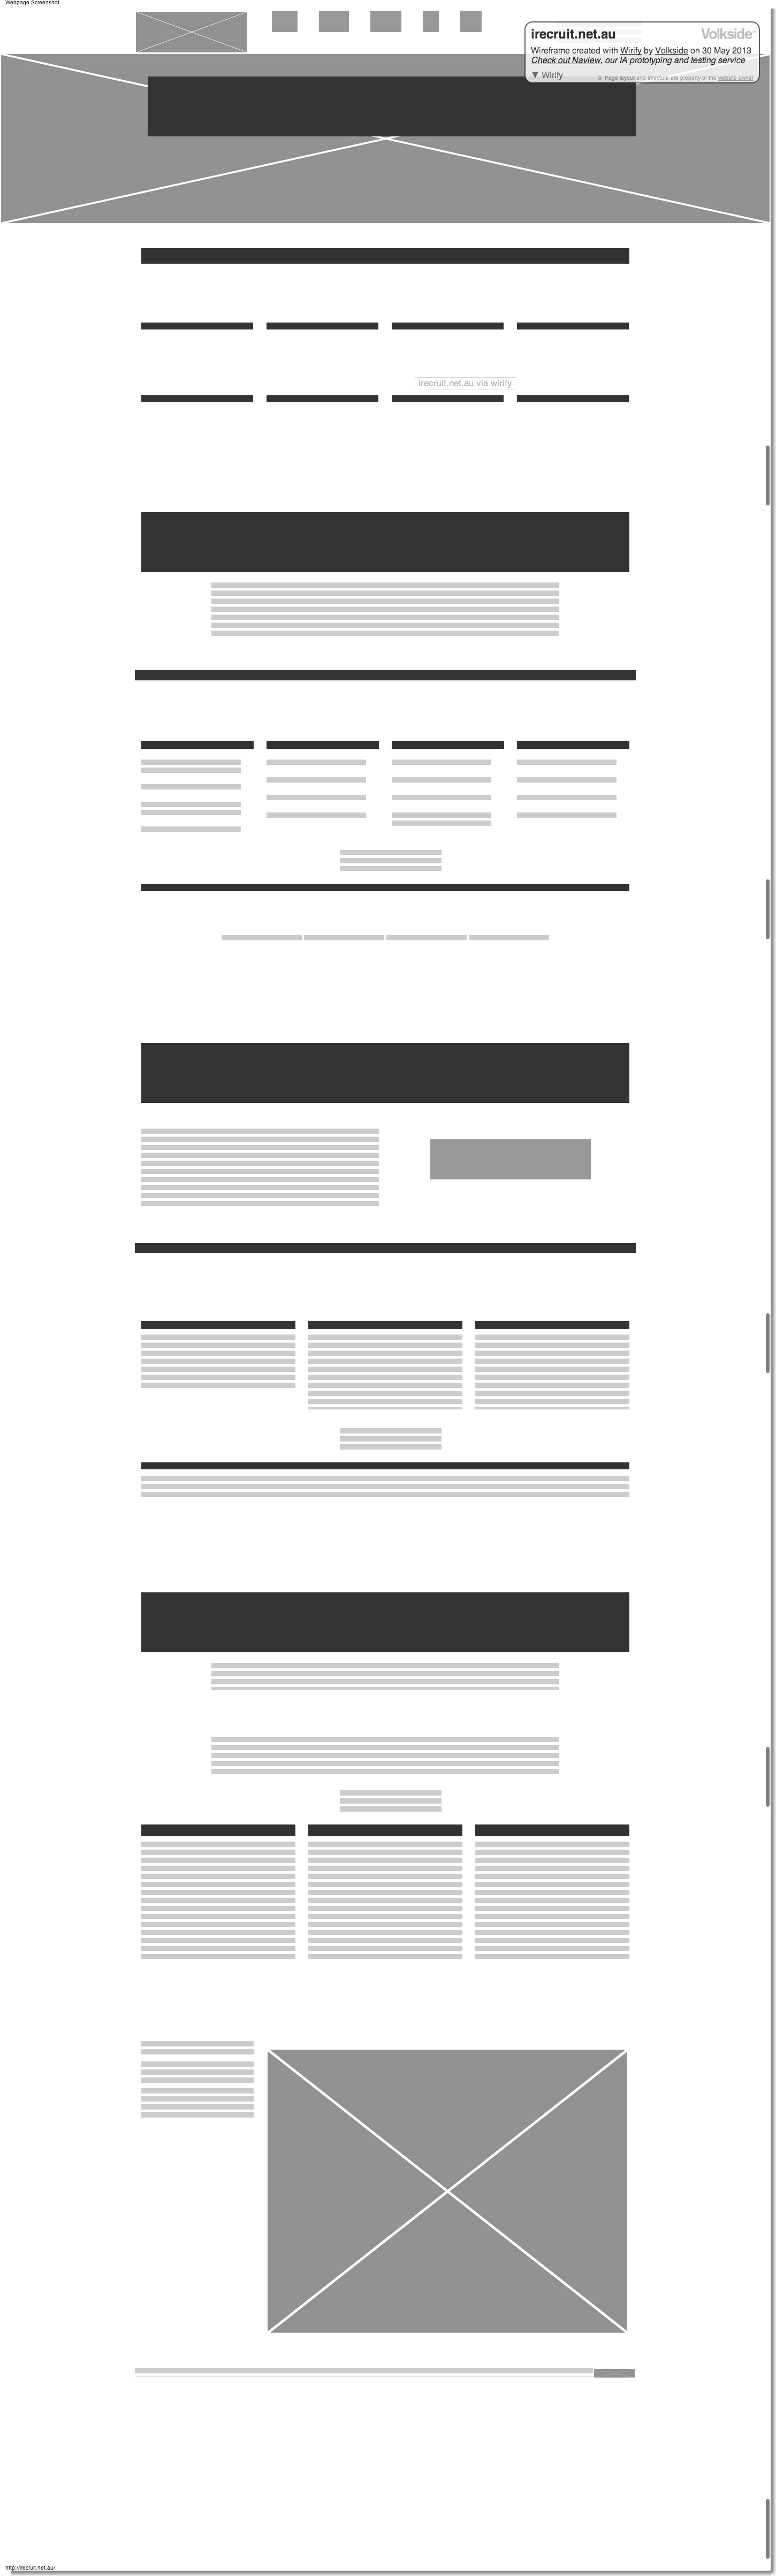 Webpage Screenshot
irecruit.net.au
Volkside
Wireframe created with Wirify by Volkside on 30 May 2013
Check out Naview, our IA prototyping and testing service
▼ Wirify
© Page layout and structure are property of the website owner
irecruit.net.au via wirify
http://irecruit.net.au/